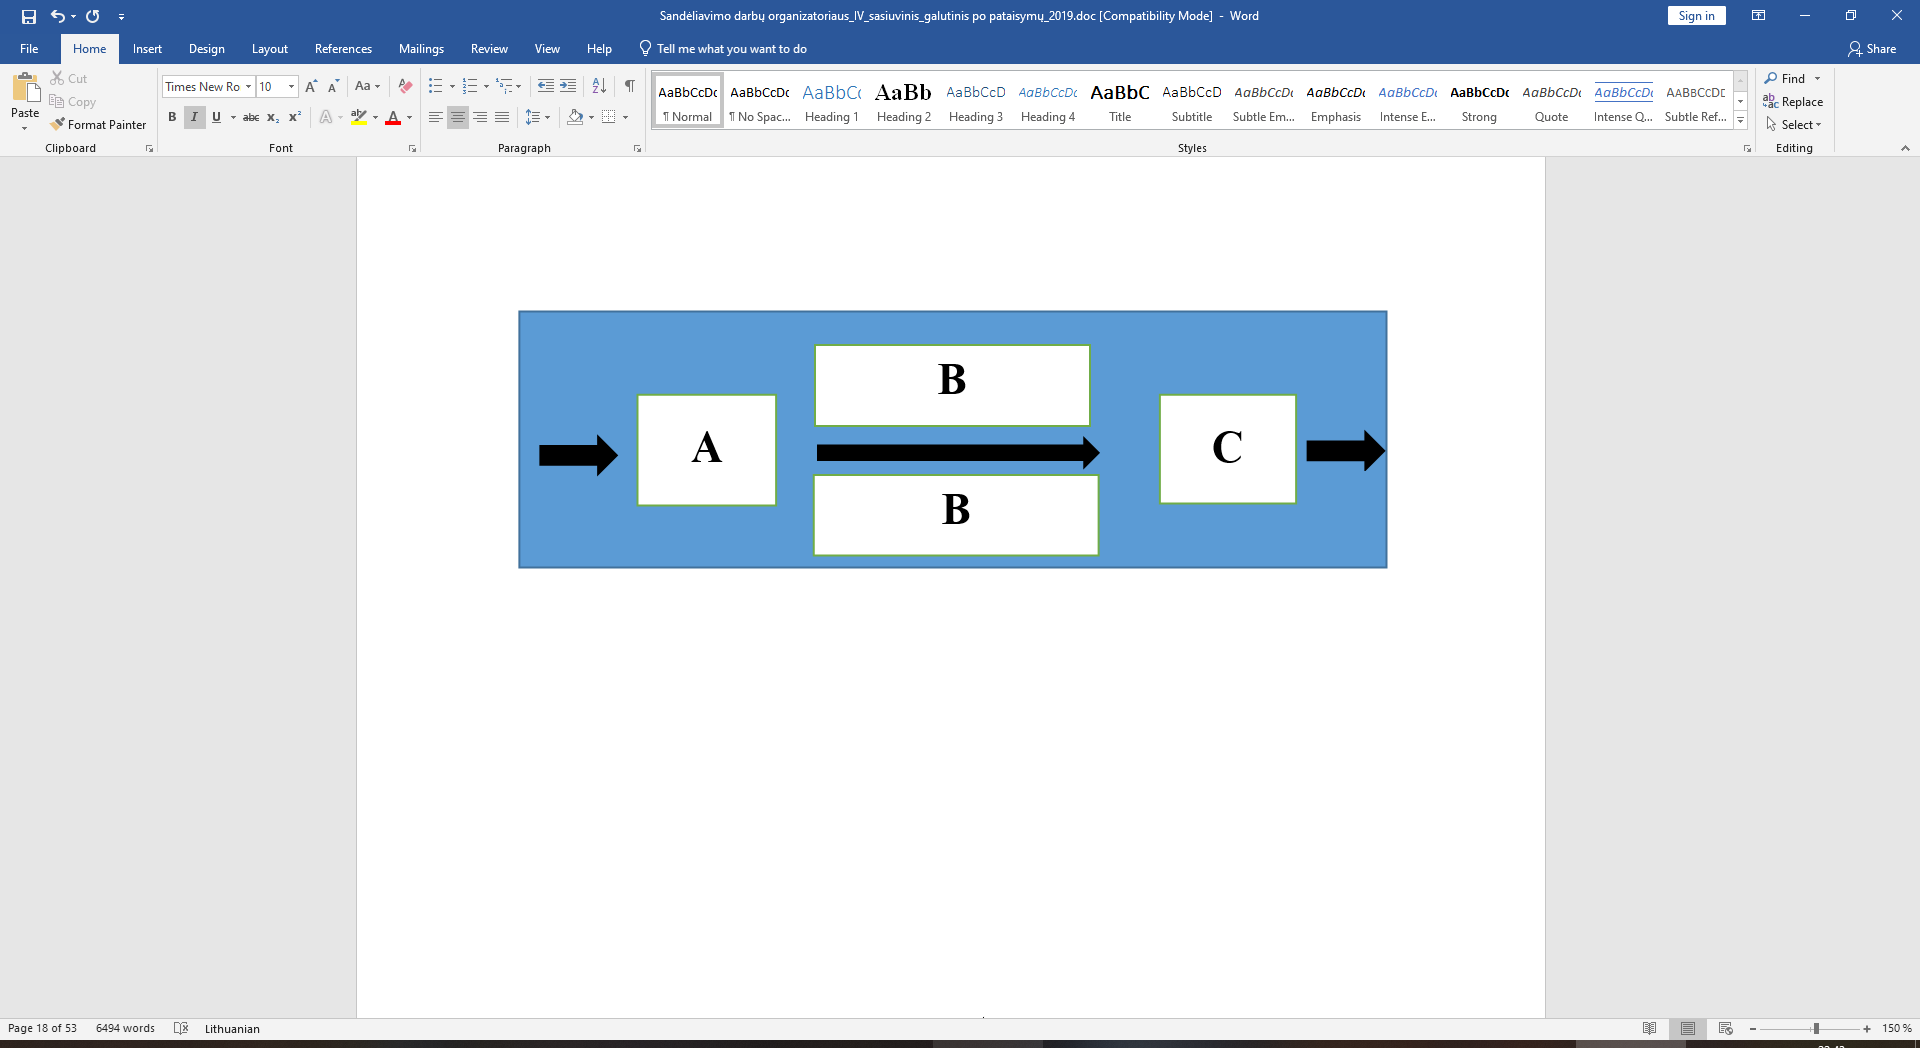 Sandėliavimo darbų organizatoriaus_IV_sasiuvinis_galutinis po pataisymų_2019.doc [Compatibility Mode] - Word
Sign in
File Home Insert Design Layout References Mailings Review View Help Tell me what you want to do
Share
Paste
Cut
Copy
Format Painter
Clipboard
Times New Ro 10
Font
Paragraph
AaBbCcDc AaBbCcDc AaBbCc AaBb AaBbCcD AaBbCcDc AaBbC AaBbCcD AaBbCcDc AaBbCcDc AaBbCcDc AaBbCcDc AaBbCcDc AaBbCcDc AaBbCcDE
¶ Normal ¶ No Spac... Heading 1 Heading 2 Heading 3 Heading 4 Title Subtitle Subtle Em... Emphasis Intense E... Strong Quote Intense Q... Subtle Ref...
Styles
Find
Replace
Select
Editing
B
A
C
B
Page 18 of 53 6494 words Lithuanian
150 %